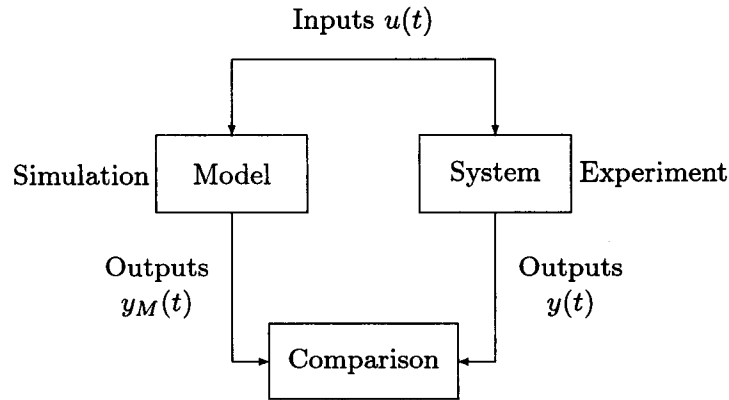 Inputs u(t)
Simulation
Model
System
Experiment
Outputs
y_M(t)
Outputs
y(t)
Comparison